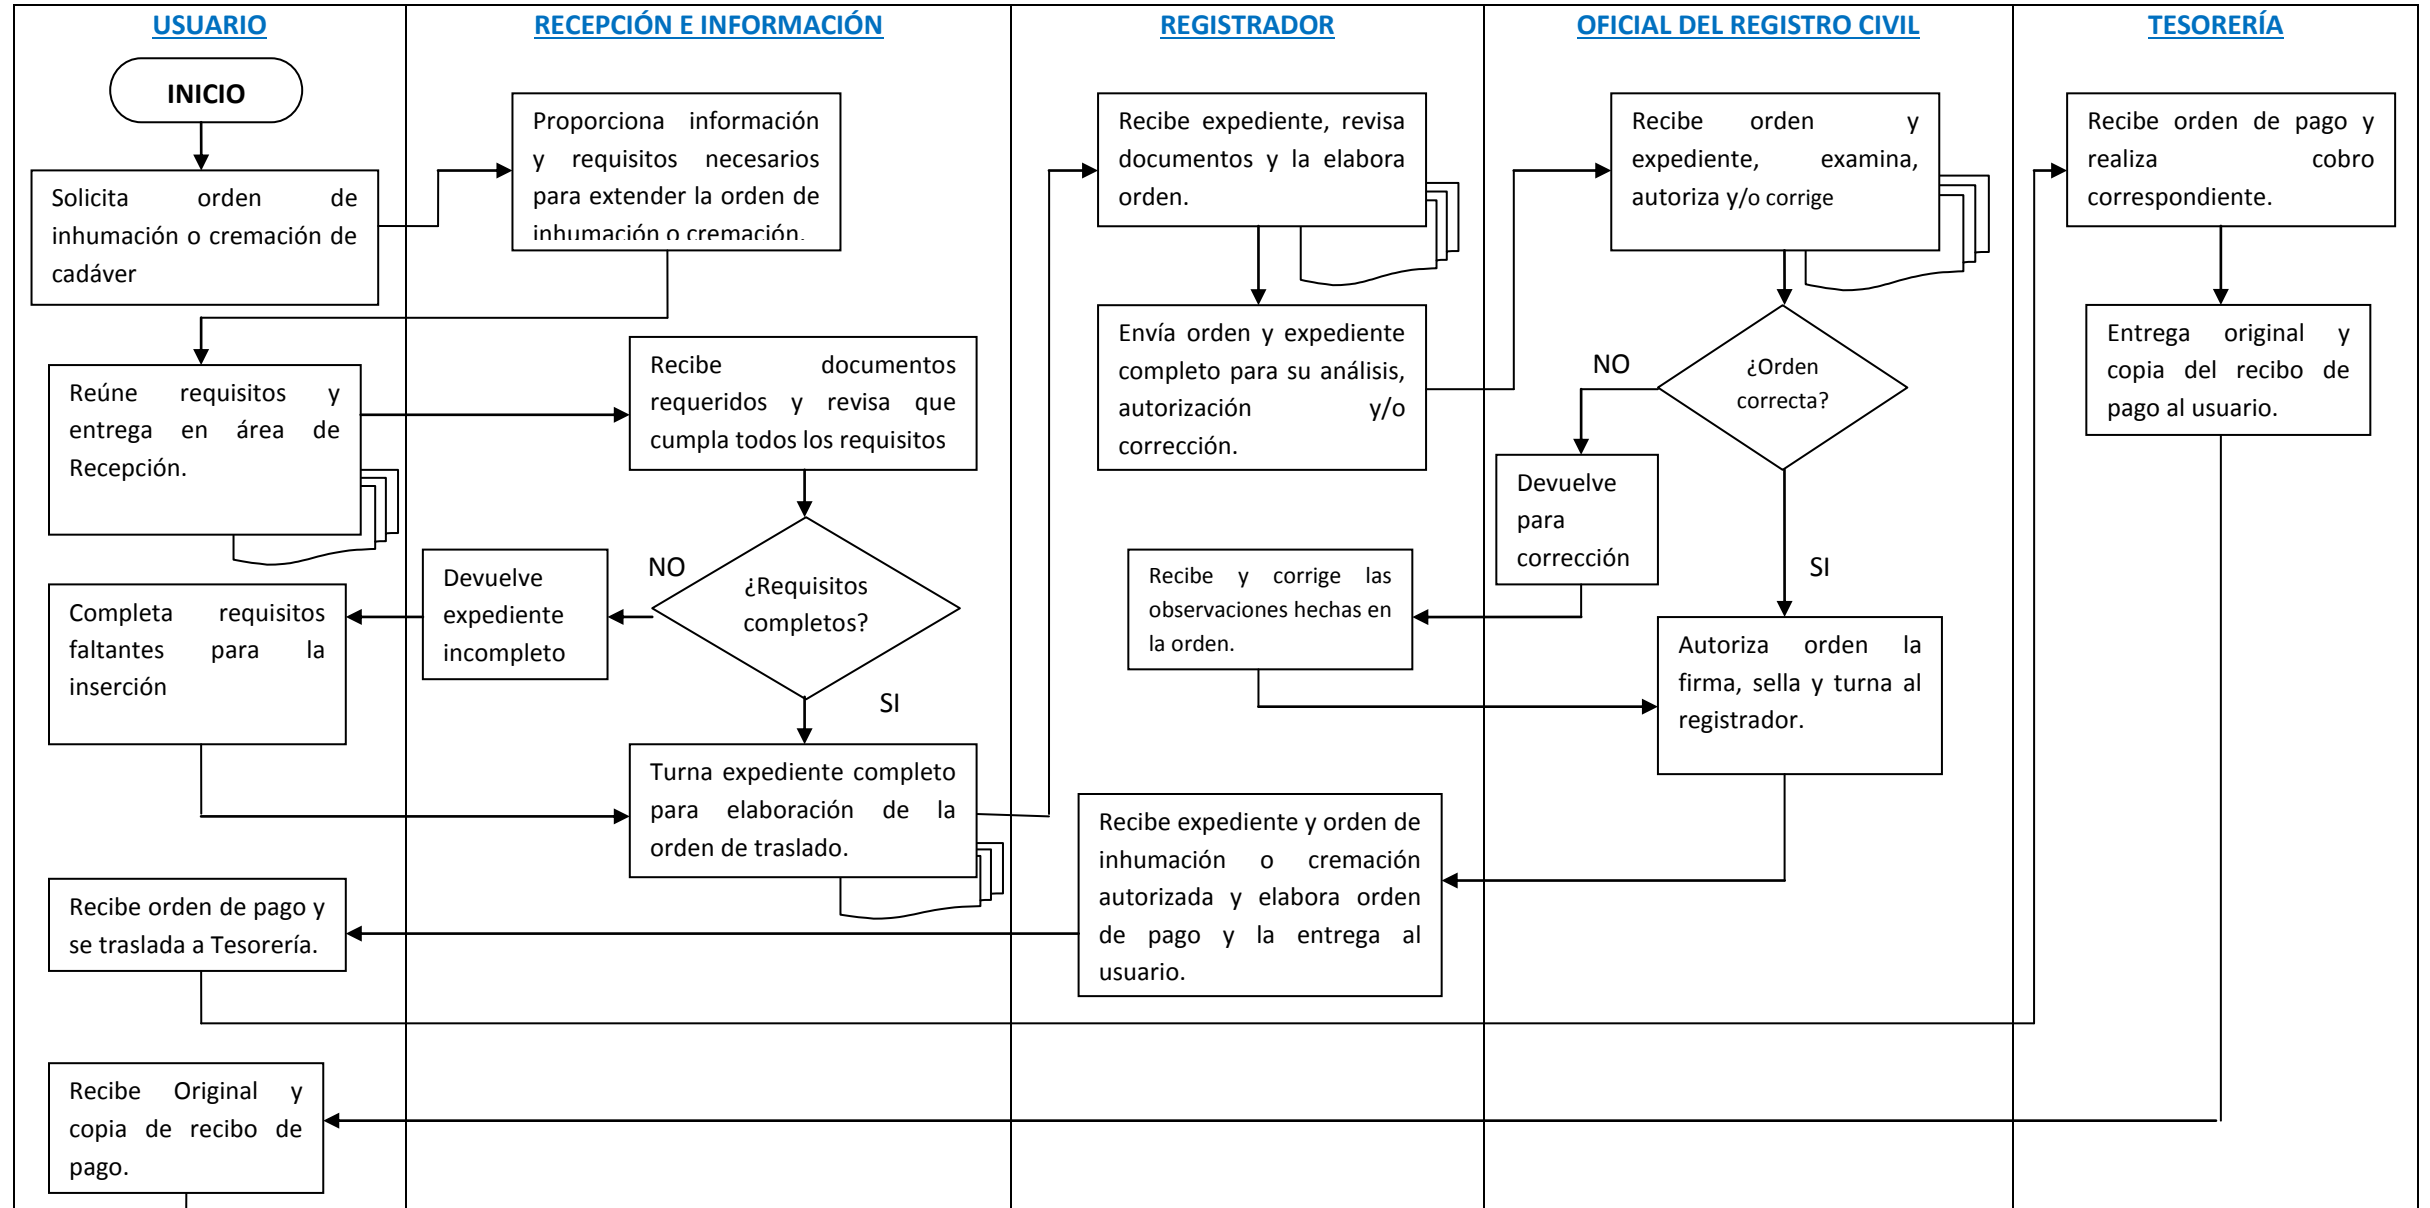 USUARIO
RECEPCIÓN E INFORMACIÓN
REGISTRADOR
OFICIAL DEL REGISTRO CIVIL
TESORERÍA
INICIO
Solicita orden de
inhumación o cremación de
cadáver
Proporciona información
y requisitos necesarios
para extender la orden de
inhumación o cremación.
Reúne requisitos y
entrega en área de
Recepción.
Recibe documentos
requeridos y revisa que
cumpla todos los requisitos
¿Requisitos
completos?
NO
Devuelve
expediente
incompleto
Completa requisitos
faltantes para la
inserción
SI
Turna expediente completo
para elaboración de la
orden de traslado.
Recibe expediente, revisa
documentos y la elabora
orden.
Envía orden y expediente
completo para su análisis,
autorización y/o
corrección.
Recibe orden y
expediente, examina,
autoriza y/o corrige
¿Orden
correcta?
NO
Devuelve
para
corrección
Recibe y corrige las
observaciones hechas en
la orden.
SI
Autoriza orden la
firma, sella y turna al
registrador.
Recibe expediente y orden de
inhumación o cremación
autorizada y elabora orden
de pago y la entrega al
usuario.
Recibe orden de pago y
se traslada a Tesorería.
Recibe orden de pago y
realiza cobro
correspondiente.
Entrega original y
copia del recibo de
pago al usuario.
Recibe Original y
copia de recibo de
pago.